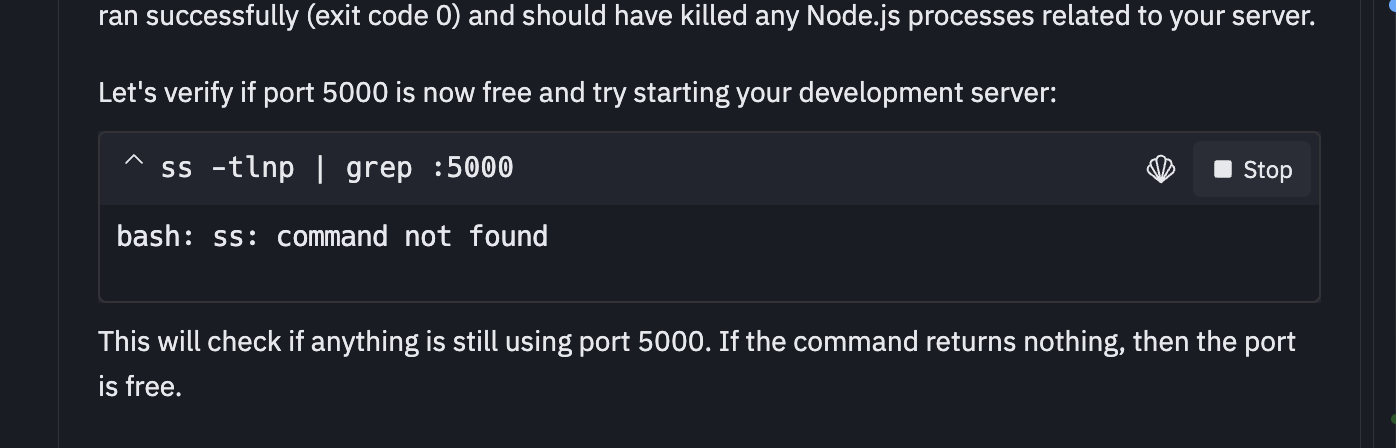 ran successfully (exit code 0) and should have killed any Node.js processes related to your server.
Let's verify if port 5000 is now free and try starting your development server:
^ ss -tlnp | grep :5000
Stop
bash: ss: command not found
This will check if anything is still using port 5000. If the command returns nothing, then the port
is free.